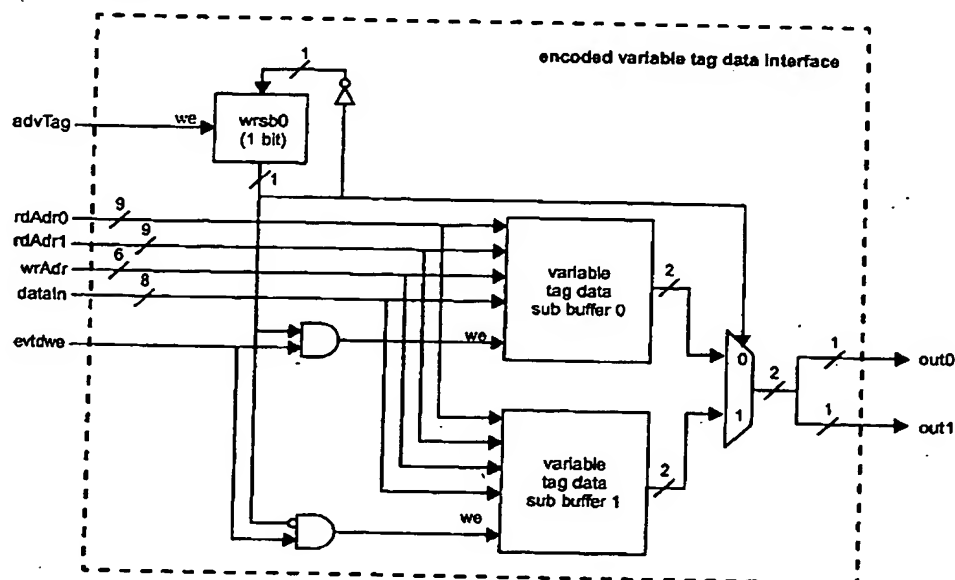 encoded variable tag data interface
1
advTag
we
wrsb0
(1 bit)
1
rdAdr0
9
rdAdr1
9
wrAdr
6
dataIn
8
evtdwe
variable
tag data
sub buffer 0
we
2
0
1
2
1
out0
1
out1
variable
tag data
sub buffer 1
we
2